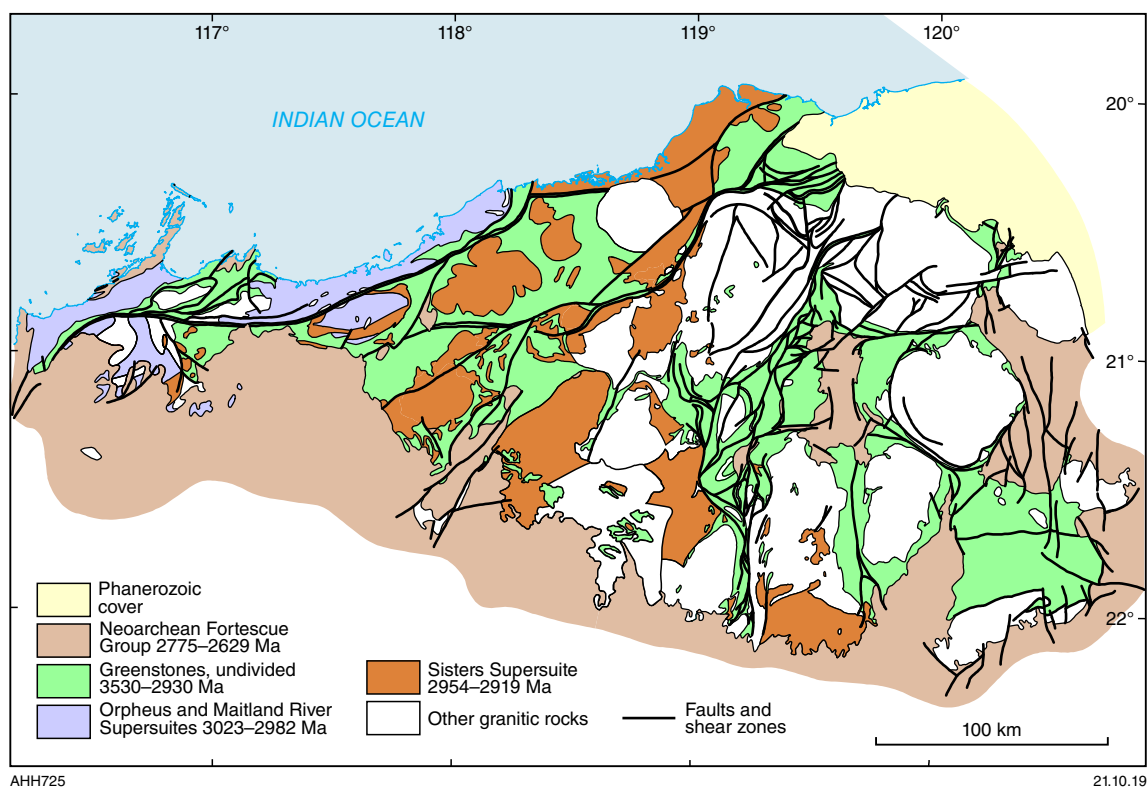 117°
118°
119°
120°
20°
INDIAN OCEAN
21°
22°
Phanerozoic
cover
Neoarchean Fortescue
Group 2775–2629 Ma
Greenstones, undivided
3530–2930 Ma
Orpheus and Maitland River
Supersuites 3023–2982 Ma
Sisters Supersuite
2954–2919 Ma
Other granitic rocks
Faults and
shear zones
100 km
AHH725
21.10.19